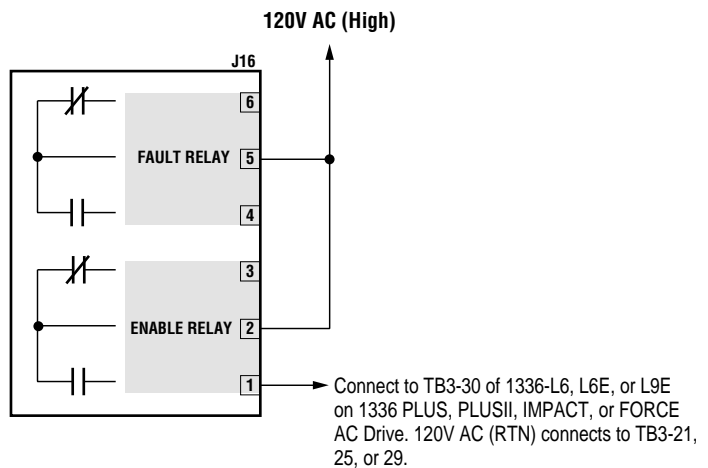 120V AC (High)
J16
6
FAULT RELAY 5
4
3
ENABLE RELAY 2
1
Connect to TB3-30 of 1336-L6, L6E, or L9E
on 1336 PLUS, PLUSII, IMPACT, or FORCE
AC Drive. 120V AC (RTN) connects to TB3-21,
25, or 29.